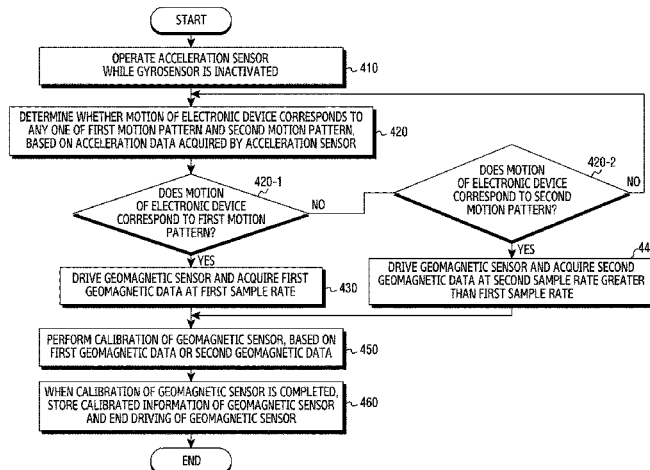 START
OPERATE ACCELERATION SENSOR
WHILE GYROSENSOR IS INACTIVATED
410
DETERMINE WHETHER MOTION OF ELECTRONIC DEVICE CORRESPONDS TO
ANY ONE OF FIRST MOTION PATTERN AND SECOND MOTION PATTERN,
BASED ON ACCELERATION DATA ACQUIRED BY ACCELERATION SENSOR
420
420-1
DOES MOTION
OF ELECTRONIC DEVICE
CORRESPOND TO FIRST MOTION
PATTERN?
NO
YES
420-2
DOES MOTION
OF ELECTRONIC DEVICE
CORRESPOND TO SECOND
MOTION PATTERN?
NO
YES
DRIVE GEOMAGNETIC SENSOR AND ACQUIRE FIRST
GEOMAGNETIC DATA AT FIRST SAMPLE RATE
430
44
DRIVE GEOMAGNETIC SENSOR AND ACQUIRE SECOND
GEOMAGNETIC DATA AT SECOND SAMPLE RATE GREATER
THAN FIRST SAMPLE RATE
PERFORM CALIBRATION OF GEOMAGNETIC SENSOR, BASED ON
FIRST GEOMAGNETIC DATA OR SECOND GEOMAGNETIC DATA
450
WHEN CALIBRATION OF GEOMAGNETIC SENSOR IS COMPLETED,
STORE CALIBRATED INFORMATION OF GEOMAGNETIC SENSOR
AND END DRIVING OF GEOMAGNETIC SENSOR
460
END